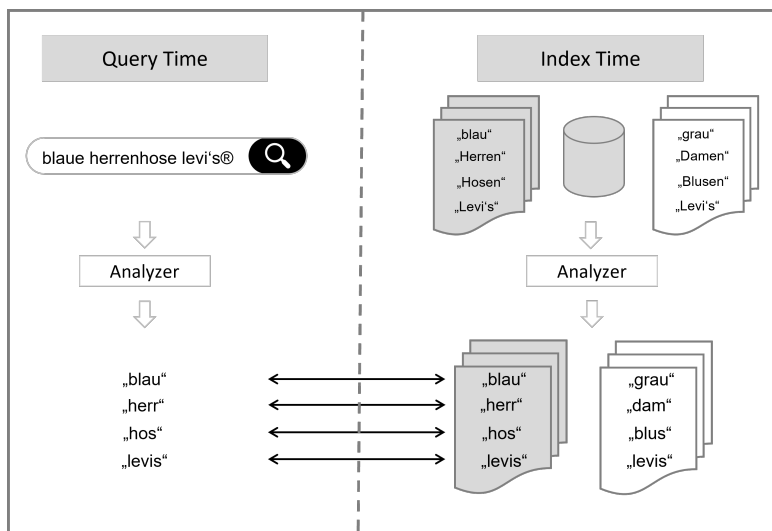 Query Time
blaue herrenhose levi‘s®
Analyzer
„blau“
„herr“
„hos“
„levis“
Index Time
„blau“
„Herren“
„Hosen“
„Levi‘s“
„grau“
„Damen“
„Blusen“
„Levi‘s“
Analyzer
„blau“
„herr“
„hos“
„levis“
„grau“
„dam“
„blus“
„levis“